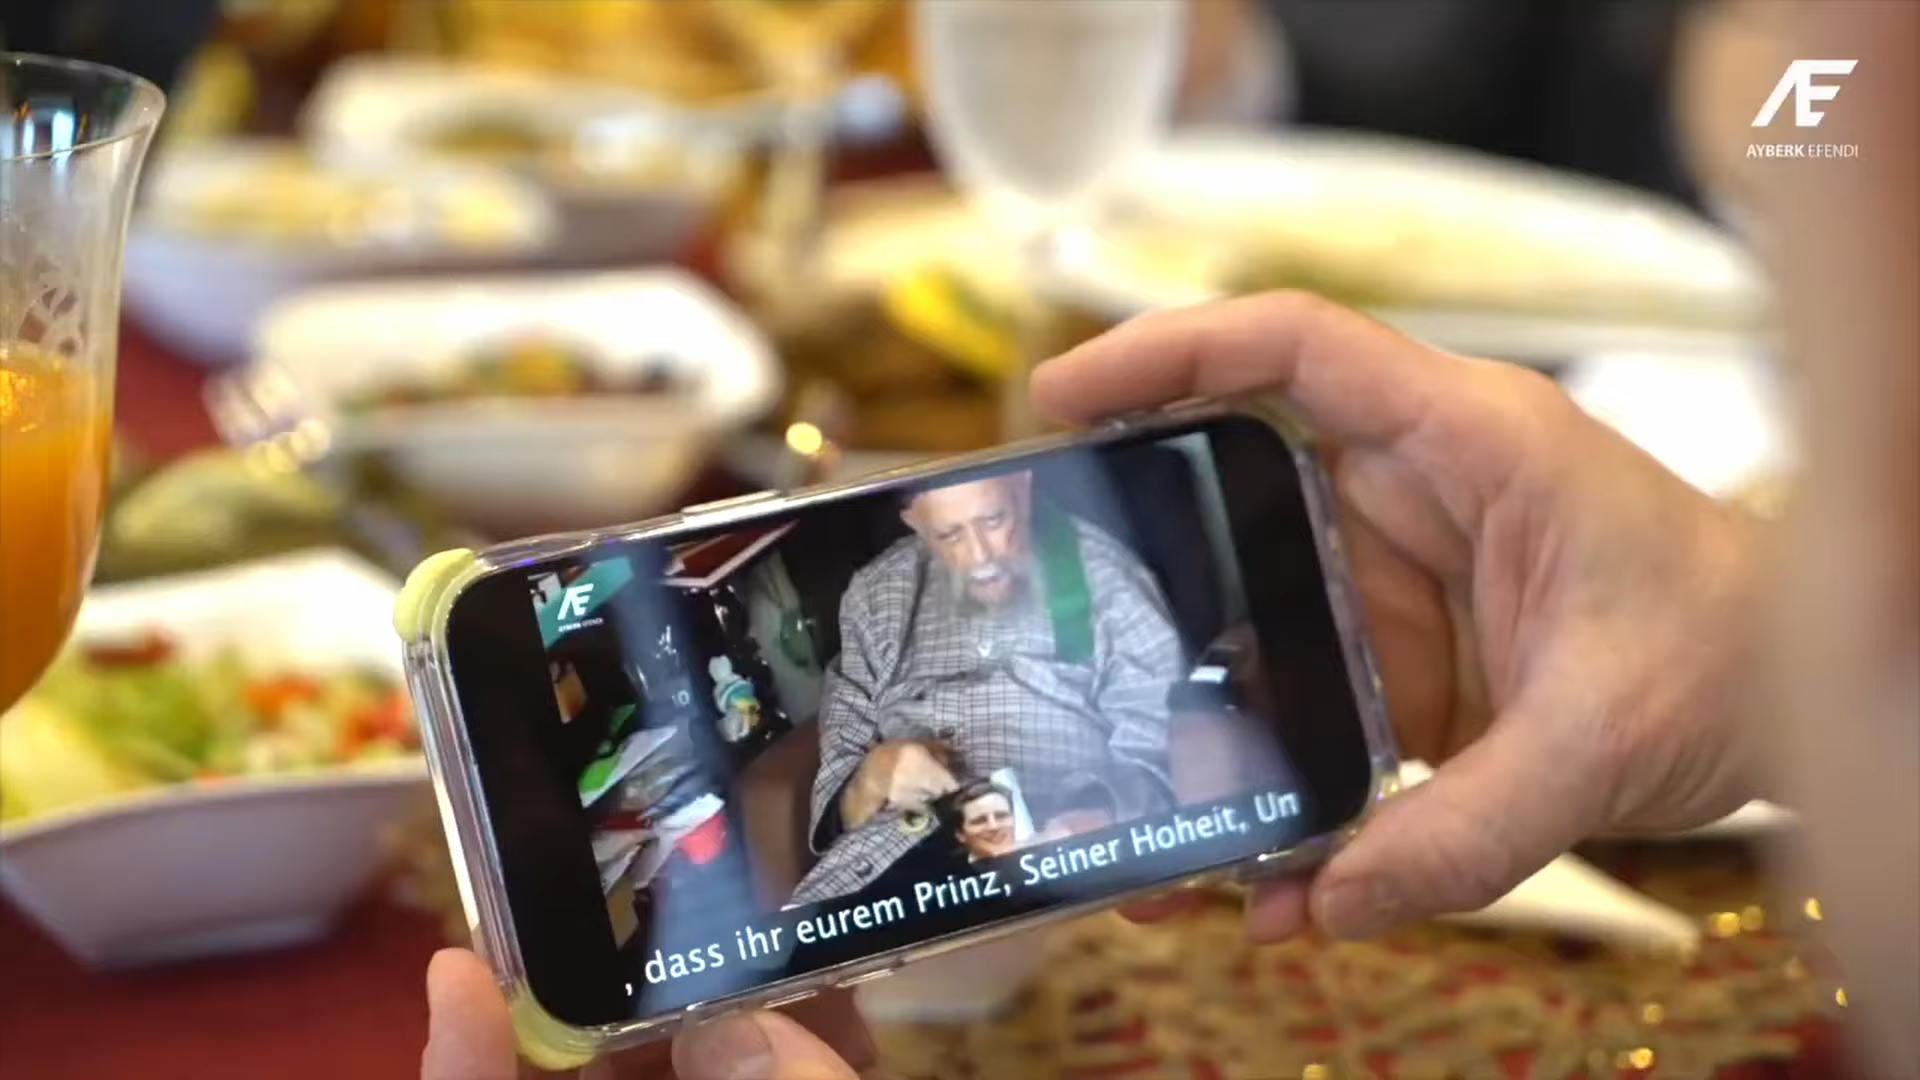 AYBERK EFENDI
, dass ihr eurem Prinz, Seiner Hoheit, Un